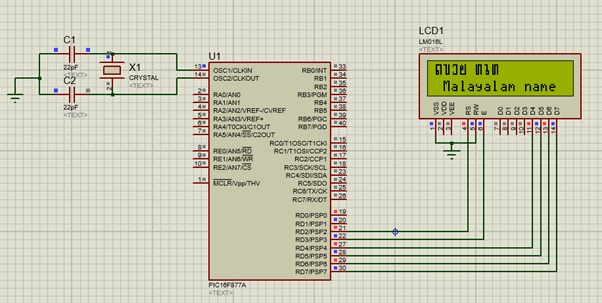 C1
22pF
<TEXT>
C2
22pF
<TEXT>
X1
CRYSTAL
<TEXT>
U1
13 OSC1/CLKIN
14 OSC2/CLKOUT
2 RA0/AN0
3 RA1/AN1
4 RA2/AN2/VREF-/CVREF
5 RA3/AN3/VREF+
6 RA4/T0CKI/C1OUT
7 RA5/AN4/SS/C2OUT
8 RE0/AN5/RD
9 RE1/AN6/WR
10 RE2/AN7/CS
1 MCLR/Vpp/THV
RB0/INT 33
RB1 34
RB2 35
RB3/PGM 36
RB4 37
RB5 38
RB6/PGC 39
RB7/PGD 40
RC0/T1OSO/T1CKI 15
RC1/T1OSI/CCP2 16
RC2/CCP1 17
RC3/SCK/SCL 18
RC4/SDI/SDA 23
RC5/SDO 24
RC6/TX/CK 25
RC7/RX/DT 26
RD0/PSP0 19
RD1/PSP1 20
RD2/PSP2 21
RD3/PSP3 22
RD4/PSP4 27
RD5/PSP5 28
RD6/PSP6 29
RD7/PSP7 30
PIC16F877A
<TEXT>
LCD1
LM016L
<TEXT>
Malayalam name
VSS VDD VEE RS RW E D0 D1 D2 D3 D4 D5 D6 D7
1 2 3 4 5 6 7 8 9 10 11 12 13 14